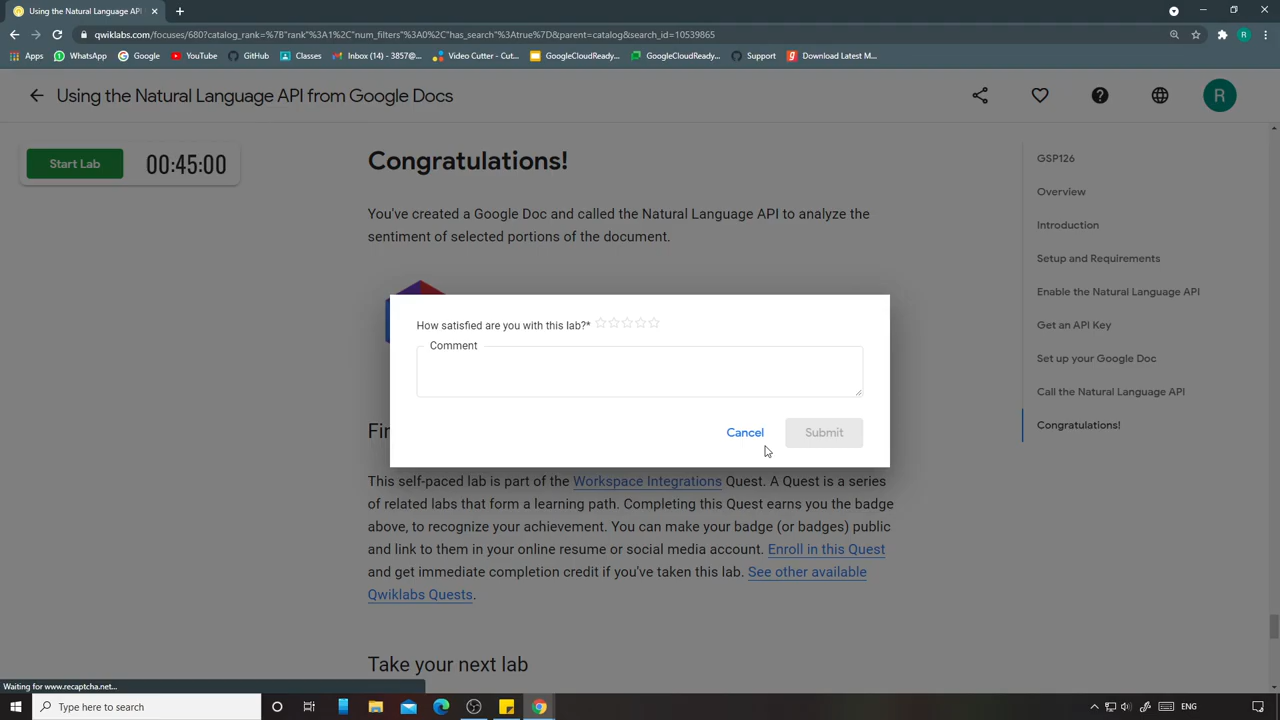 Using the Natural Language API
qwiklabs.com/focuses/680?catalog_rank=%7B"rank"%3A1%2C"num_filters"%3A0%2C"has_search"%3Atrue%7D&parent=catalog&search_id=10539865
R
Apps WhatsApp Google YouTube GitHub Classes Inbox (14) - 3857@... Video Cutter - Cut... GoogleCloudReady... GoogleCloudReady... Support Download Latest M...
Using the Natural Language API from Google Docs
R
Start Lab 00:45:00
Congratulations!
You've created a Google Doc and called the Natural Language API to analyze the
sentiment of selected portions of the document.
How satisfied are you with this lab?*
Comment
Cancel Submit
This self-paced lab is part of the Workspace Integrations Quest. A Quest is a series
of related labs that form a learning path. Completing this Quest earns you the badge
above, to recognize your achievement. You can make your badge (or badges) public
and link to them in your online resume or social media account. Enroll in this Quest
and get immediate completion credit if you've taken this lab. See other available
Qwiklabs Quests.
Take your next lab
GSP126
Overview
Introduction
Setup and Requirements
Enable the Natural Language API
Get an API Key
Set up your Google Doc
Call the Natural Language API
Congratulations!
Waiting for www.recaptcha.net...
Type here to search
ENG